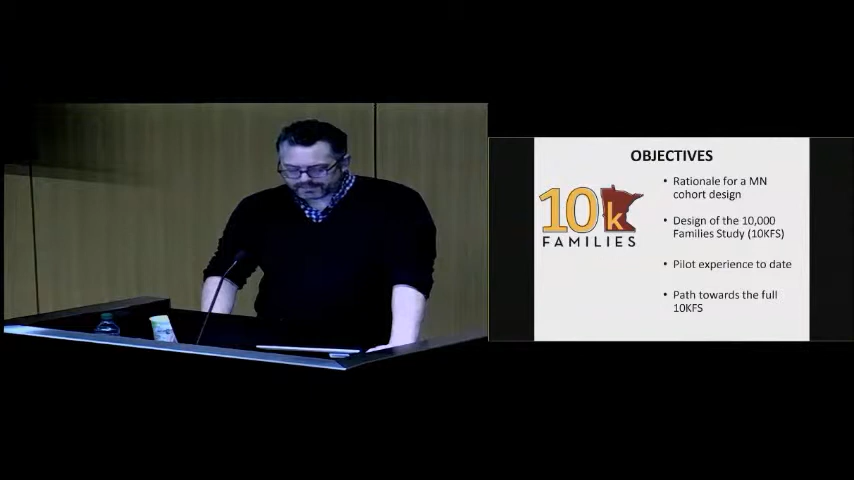 OBJECTIVES
10k
FAMILIES
• Rationale for a MN
cohort design
• Design of the 10,000
Families Study (10KFS)
• Pilot experience to date
• Path towards the full
10KFS